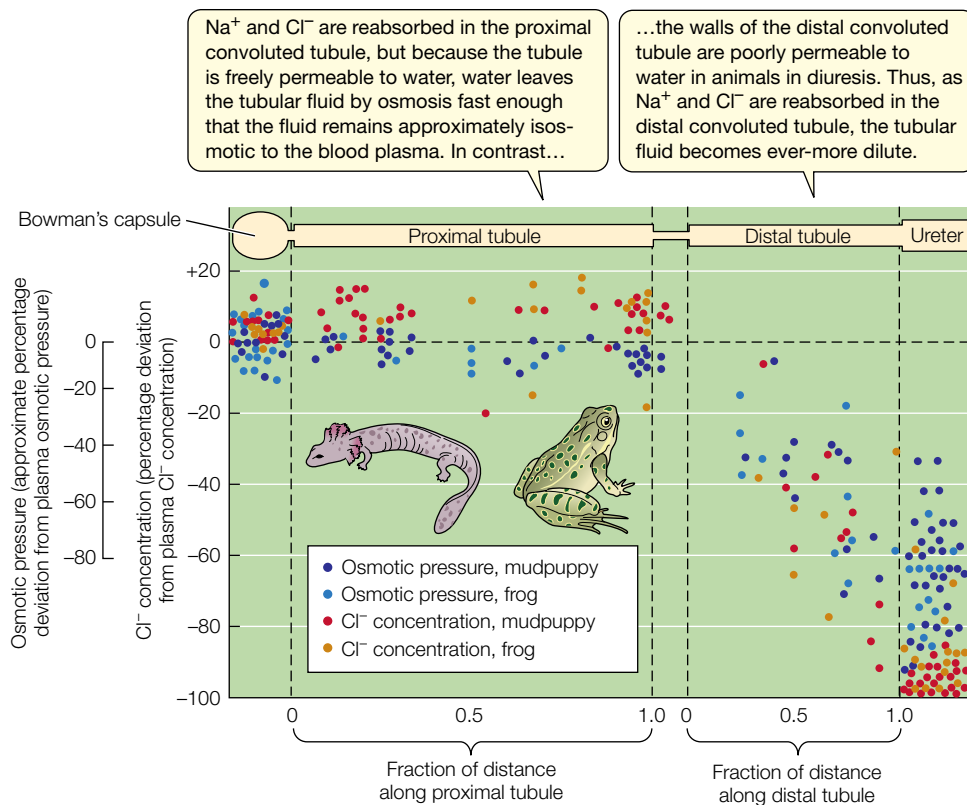 Na⁺ and Cl⁻ are reabsorbed in the proximal
convoluted tubule, but because the tubule
is freely permeable to water, water leaves
the tubular fluid by osmosis fast enough
that the fluid remains approximately isos-
motic to the blood plasma. In contrast…
…the walls of the distal convoluted
tubule are poorly permeable to
water in animals in diuresis. Thus, as
Na⁺ and Cl⁻ are reabsorbed in the
distal convoluted tubule, the tubular
fluid becomes ever-more dilute.
Bowman's capsule
Proximal tubule
Distal tubule
Ureter
Osmotic pressure (approximate percentage
deviation from plasma osmotic pressure)
0
–20
–40
–60
–80
Cl⁻ concentration (percentage deviation
from plasma Cl⁻ concentration)
+20
0
–20
–40
–60
–80
–100
Osmotic pressure, mudpuppy
Osmotic pressure, frog
Cl⁻ concentration, mudpuppy
Cl⁻ concentration, frog
0
0.5
1.0
0
0.5
1.0
Fraction of distance
along proximal tubule
Fraction of distance
along distal tubule